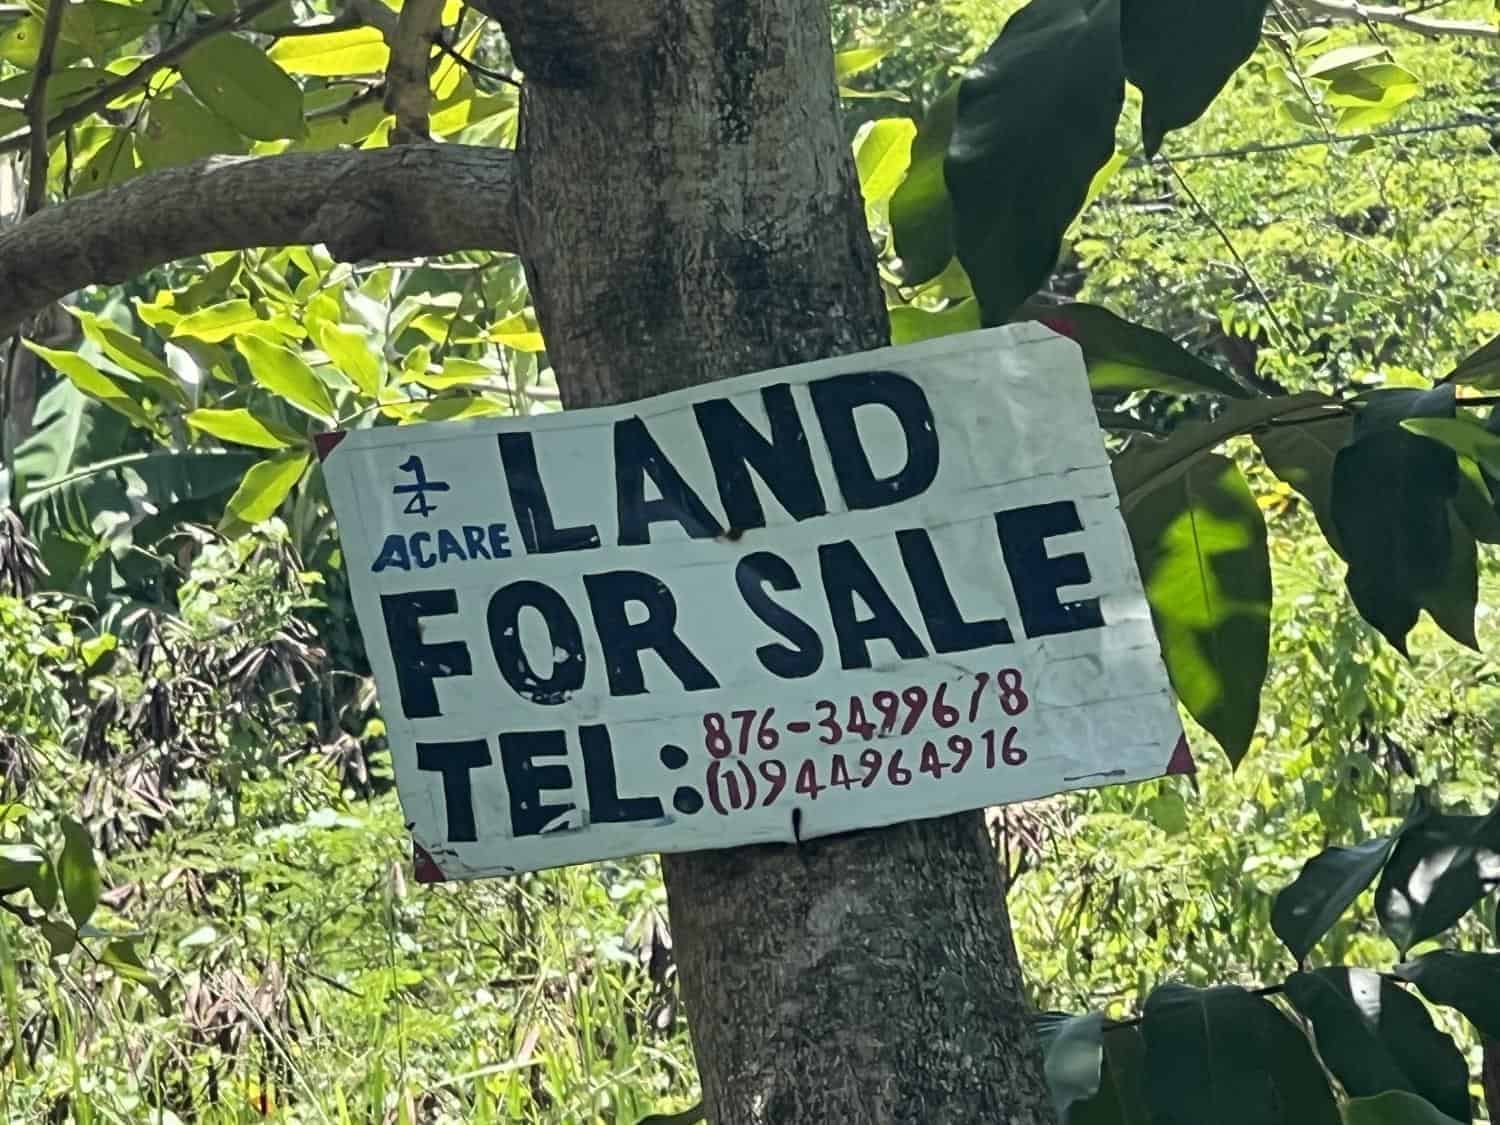 1/4
ACARE LAND
FOR SALE
TEL: 876-3499678
(1)944964916